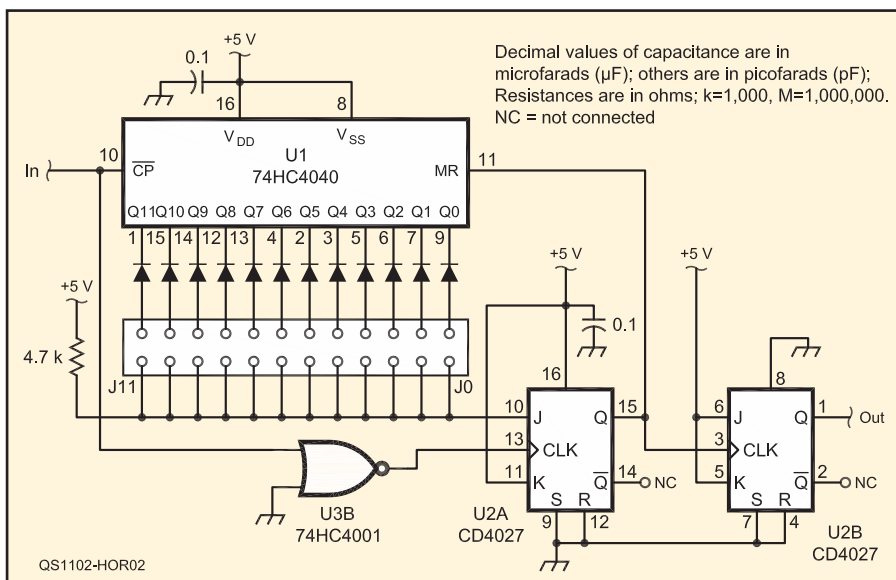 +5 V
0.1
Decimal values of capacitance are in
microfarads (µF); others are in picofarads (pF);
Resistances are in ohms; k=1,000, M=1,000,000.
NC = not connected
16 8
VDD VSS
In 10 CP U1 MR 11
74HC4040
Q11 Q10 Q9 Q8 Q7 Q6 Q5 Q4 Q3 Q2 Q1 Q0
1 15 14 12 13 4 2 3 5 6 7 9
+5 V
+5 V +5 V
4.7 k
0.1
J11 J0
16 8
10 J Q 15 6 J Q 1 Out
13 CLK 3 CLK
11 K Q 14 NC 5 K Q 2 NC
S R S R
9 12 7 4
U3B
74HC4001
U2A
CD4027
U2B
CD4027
QS1102-HOR02